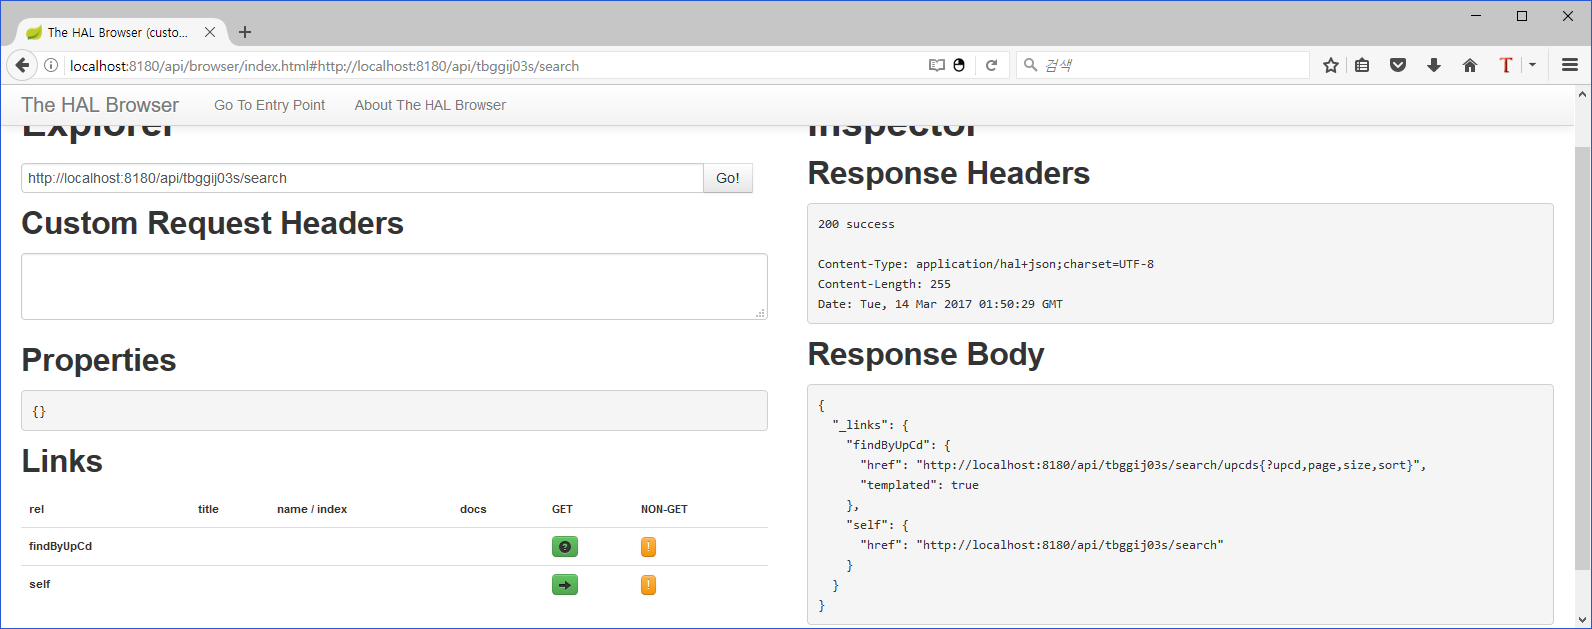 The HAL Browser (custo...
localhost:8180/api/browser/index.html#http://localhost:8180/api/tbggij03s/search
검색
The HAL Browser
Go To Entry Point
About The HAL Browser
Explorer
http://localhost:8180/api/tbggij03s/search
Go!
Custom Request Headers
Properties
{}
Links
rel title name / index docs GET NON-GET
findByUpCd
self
Inspector
Response Headers
200 success
Content-Type: application/hal+json;charset=UTF-8
Content-Length: 255
Date: Tue, 14 Mar 2017 01:50:29 GMT
Response Body
{
"_links": {
"findByUpCd": {
"href": "http://localhost:8180/api/tbggij03s/search/upcds{?upcd,page,size,sort}",
"templated": true
},
"self": {
"href": "http://localhost:8180/api/tbggij03s/search"
}
}
}